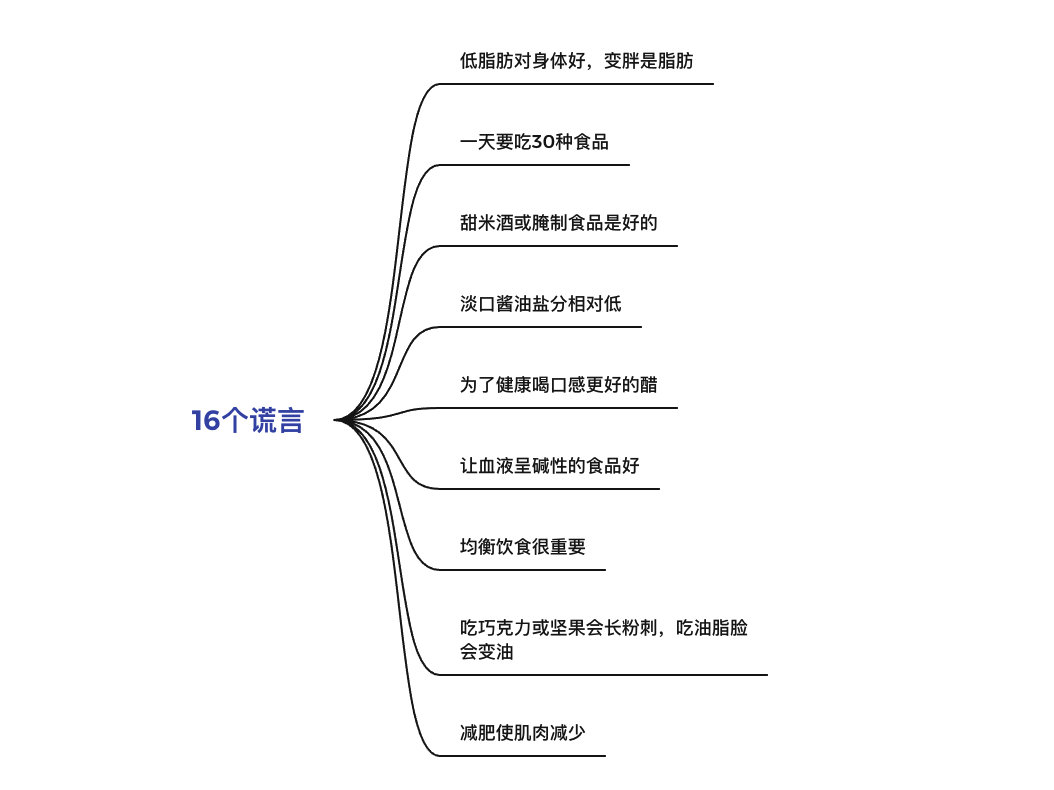 低脂肪对身体好，变胖是脂肪
一天要吃30种食品
甜米酒或腌制食品是好的
淡口酱油盐分相对低
为了健康喝口感更好的醋
16个谎言
让血液呈碱性的食品好
均衡饮食很重要
吃巧克力或坚果会长粉刺，吃油脂脸
会变油
减肥使肌肉减少